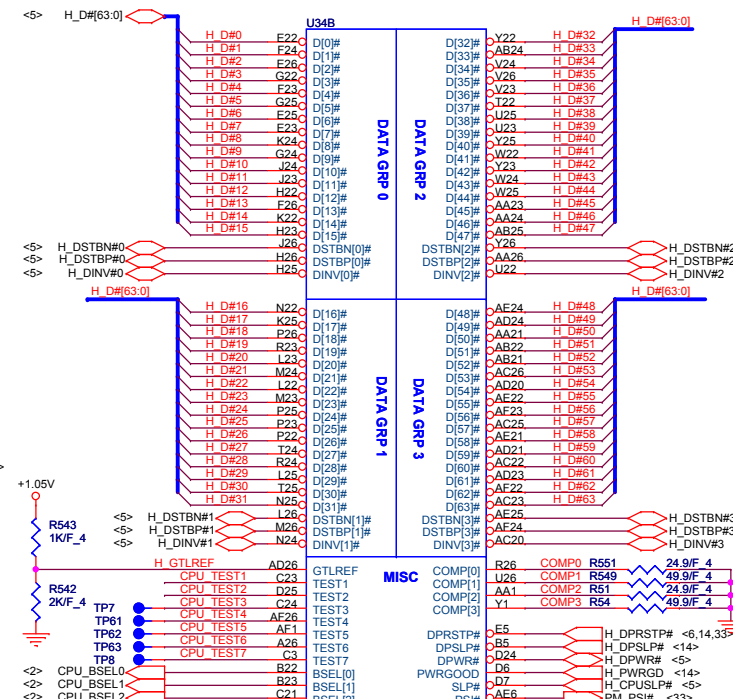 <5> H_D#[63:0] U34B H_D#[63:0]
H_D#0 E22 D[0]# D[32]# Y22 H_D#32
H_D#1 F24 D[1]# D[33]# AB24 H_D#33
H_D#2 E26 D[2]# D[34]# V24 H_D#34
H_D#3 G22 D[3]# D[35]# V26 H_D#35
H_D#4 F23 D[4]# D[36]# V23 H_D#36
H_D#5 G25 D[5]# D[37]# T22 H_D#37
H_D#6 E25 D[6]# D[38]# U25 H_D#38
H_D#7 E23 D[7]# D[39]# U23 H_D#39
H_D#8 K24 D[8]# D[40]# Y25 H_D#40
H_D#9 G24 D[9]# D[41]# W22 H_D#41
H_D#10 J24 D[10]# D[42]# Y23 H_D#42
H_D#11 J23 D[11]# D[43]# W24 H_D#43
H_D#12 H22 D[12]# D[44]# W25 H_D#44
H_D#13 F26 D[13]# D[45]# AA23 H_D#45
H_D#14 K22 D[14]# D[46]# AA24 H_D#46
H_D#15 H23 D[15]# D[47]# AB25 H_D#47
<5> H_DSTBN#0 J26 DSTBN[0]# DSTBN[2]# Y26 H_DSTBN#2
<5> H_DSTBP#0 H26 DSTBP[0]# DSTBP[2]# AA26 H_DSTBP#2
<5> H_DINV#0 H25 DINV[0]# DINV[2]# U22 H_DINV#2
DATA GRP 0
DATA GRP 2
H_D#[63:0] H_D#[63:0]
H_D#16 N22 D[16]# D[48]# AE24 H_D#48
H_D#17 K25 D[17]# D[49]# AD24 H_D#49
H_D#18 P26 D[18]# D[50]# AA21 H_D#50
H_D#19 R23 D[19]# D[51]# AB22 H_D#51
H_D#20 L23 D[20]# D[52]# AB21 H_D#52
H_D#21 M24 D[21]# D[53]# AC26 H_D#53
H_D#22 L22 D[22]# D[54]# AD20 H_D#54
H_D#23 M23 D[23]# D[55]# AE22 H_D#55
H_D#24 P25 D[24]# D[56]# AF23 H_D#56
H_D#25 P23 D[25]# D[57]# AC25 H_D#57
H_D#26 P22 D[26]# D[58]# AE21 H_D#58
H_D#27 T24 D[27]# D[59]# AD21 H_D#59
H_D#28 R24 D[28]# D[60]# AC22 H_D#60
H_D#29 L25 D[29]# D[61]# AD23 H_D#61
H_D#30 T25 D[30]# D[62]# AF22 H_D#62
H_D#31 N25 D[31]# D[63]# AC23 H_D#63
<5> H_DSTBN#1 L26 DSTBN[1]# DSTBN[3]# AE25 H_DSTBN#3
<5> H_DSTBP#1 M26 DSTBP[1]# DSTBP[3]# AF24 H_DSTBP#3
<5> H_DINV#1 N24 DINV[1]# DINV[3]# AC20 H_DINV#3
DATA GRP 1
DATA GRP 3
+1.05V
R543
1K/F_4
R542
2K/F_4
MISC
H_GTLREF AD26 GTLREF COMP[0] R26 COMP0 R551 24.9/F_4
CPU_TEST1 C23 TEST1 COMP[1] U26 COMP1 R549 49.9/F_4
CPU_TEST2 D25 TEST2 COMP[2] AA1 COMP2 R51 24.9/F_4
TP7 CPU_TEST3 C24 TEST3 COMP[3] Y1 COMP3 R54 49.9/F_4
TP61 CPU_TEST4 AF26 TEST4
TP62 CPU_TEST5 AF1 TEST5 DPRSTP# E5 H_DPRSTP# <6,14,33>
TP63 CPU_TEST6 A26 TEST6 DPSLP# B5 H_DPSLP# <14>
TP8 CPU_TEST7 C3 TEST7 DPWR# D24 H_DPWR# <5>
<2> CPU_BSEL0 B22 BSEL[0] PWRGOOD D6 H_PWRGD <14>
<2> CPU_BSEL1 B23 BSEL[1] SLP# D7 H_CPUSLP# <5>
<2> CPU_BSEL2 C21 BSEL[2] PSI# AE6 PM_PSI# <33>